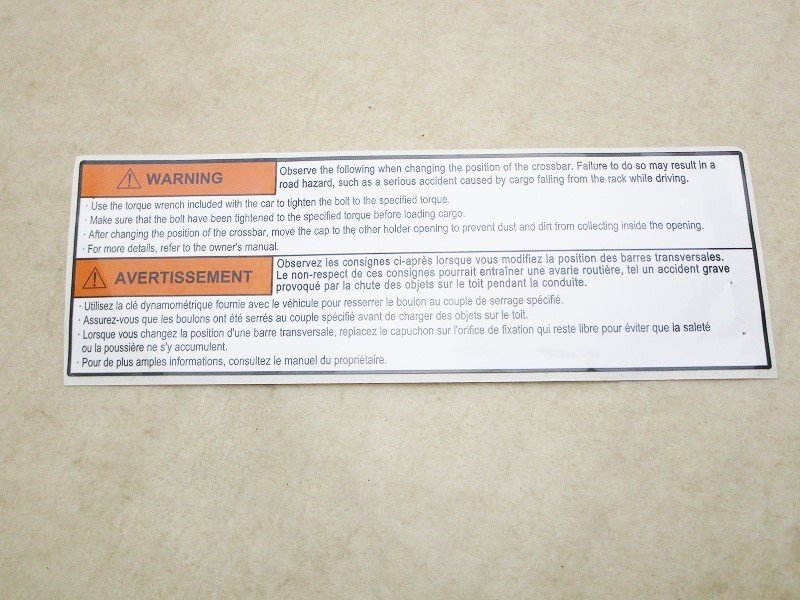 WARNING
Observe the following when changing the position of the crossbar. Failure to do so may result in a
road hazard, such as a serious accident caused by cargo falling from the rack while driving.
· Use the torque wrench included with the car to tighten the bolt to the specified torque.
· Make sure that the bolt have been tightened to the specified torque before loading cargo.
· After changing the position of crossbar, move the cap to the other holder opening to prevent dust and dirt from collecting inside the opening.
· For more details, refer to the owner's manual.
AVERTISSEMENT
Observez les consignes ci-après lorsque vous modifiez la position des barres transversales.
Le non-respect de ces consignes pourrait entraîner une avarie routière, tel un accident grave
provoqué par la chute des objets sur le toit pendant la conduite.
· Utilisez la clé dynamométrique fournie avec le véhicule pour resserrer le boulon au couple de serrage spécifié.
· Assurez-vous que les boulons ont été serrés au couple spécifié avant de charger des objets sur le toit.
· Lorsque vous changez la position d'une barre transversale, replacez le capuchon sur l'orifice de fixation qui reste libre pour éviter que la saleté
ou la poussière ne s'y accumulent.
· Pour de plus amples informations, consultez le manuel du propriétaire.